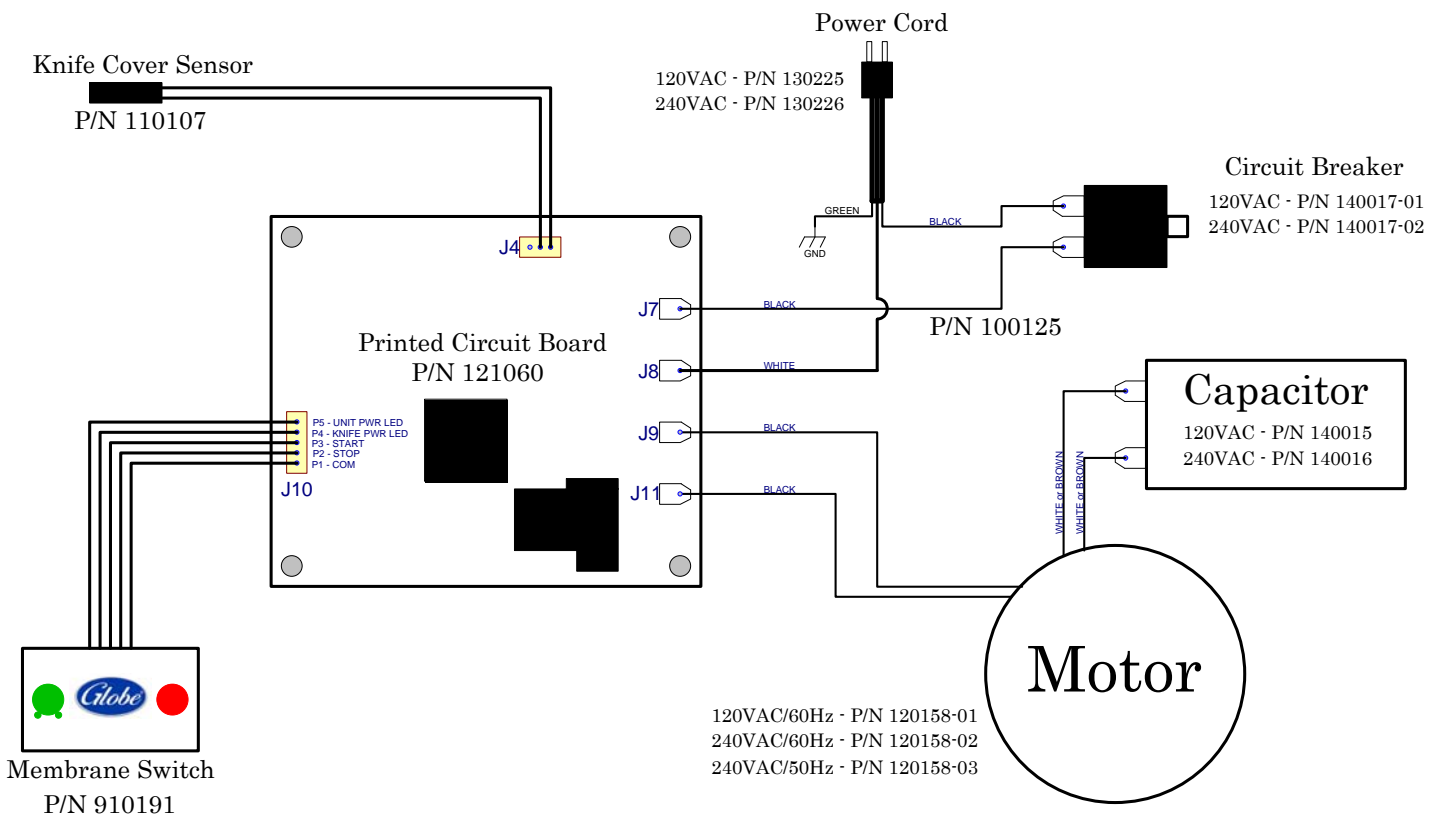 Power Cord
120VAC - P/N 130225
240VAC - P/N 130226
Knife Cover Sensor
P/N 110107
Circuit Breaker
120VAC - P/N 140017-01
240VAC - P/N 140017-02
GREEN
BLACK
GND
J4
J7
BLACK
P/N 100125
Printed Circuit Board
P/N 121060
J8
WHITE
Capacitor
120VAC - P/N 140015
240VAC - P/N 140016
P5 - UNIT PWR LED
P4 - KNIFE PWR LED
P3 - START
P2 - STOP
P1 - COM
J10
J9
BLACK
J11
BLACK
WHITE or BROWN
WHITE or BROWN
Motor
120VAC/60Hz - P/N 120158-01
240VAC/60Hz - P/N 120158-02
240VAC/50Hz - P/N 120158-03
Globe
Membrane Switch
P/N 910191